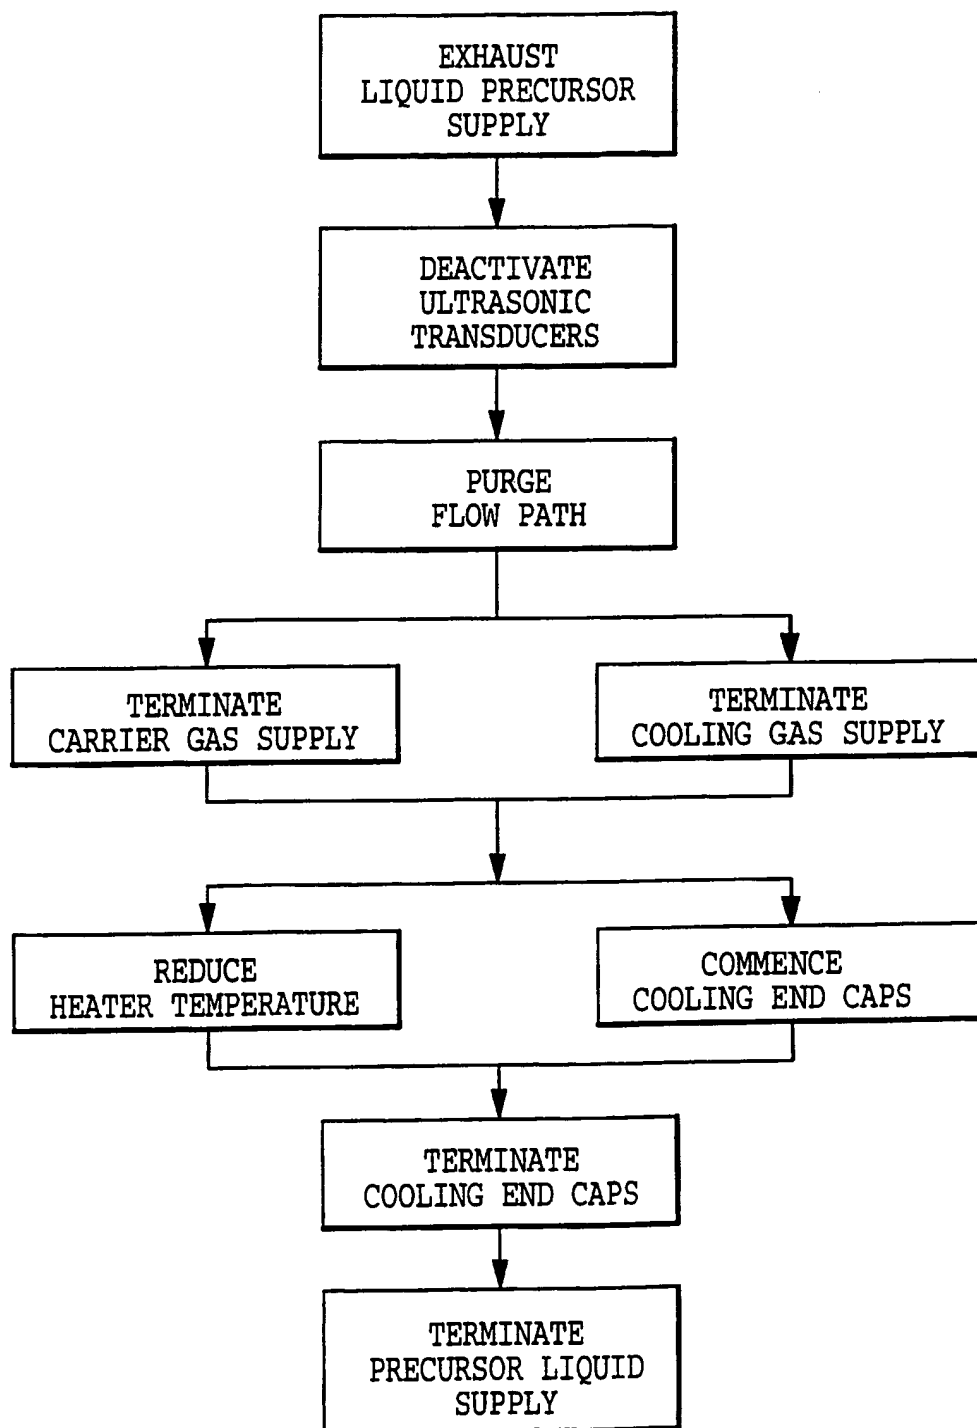 EXHAUST
LIQUID PRECURSOR
SUPPLY
DEACTIVATE
ULTRASONIC
TRANSDUCERS
PURGE
FLOW PATH
TERMINATE
CARRIER GAS SUPPLY
TERMINATE
COOLING GAS SUPPLY
REDUCE
HEATER TEMPERATURE
COMMENCE
COOLING END CAPS
TERMINATE
COOLING END CAPS
TERMINATE
PRECURSOR LIQUID
SUPPLY